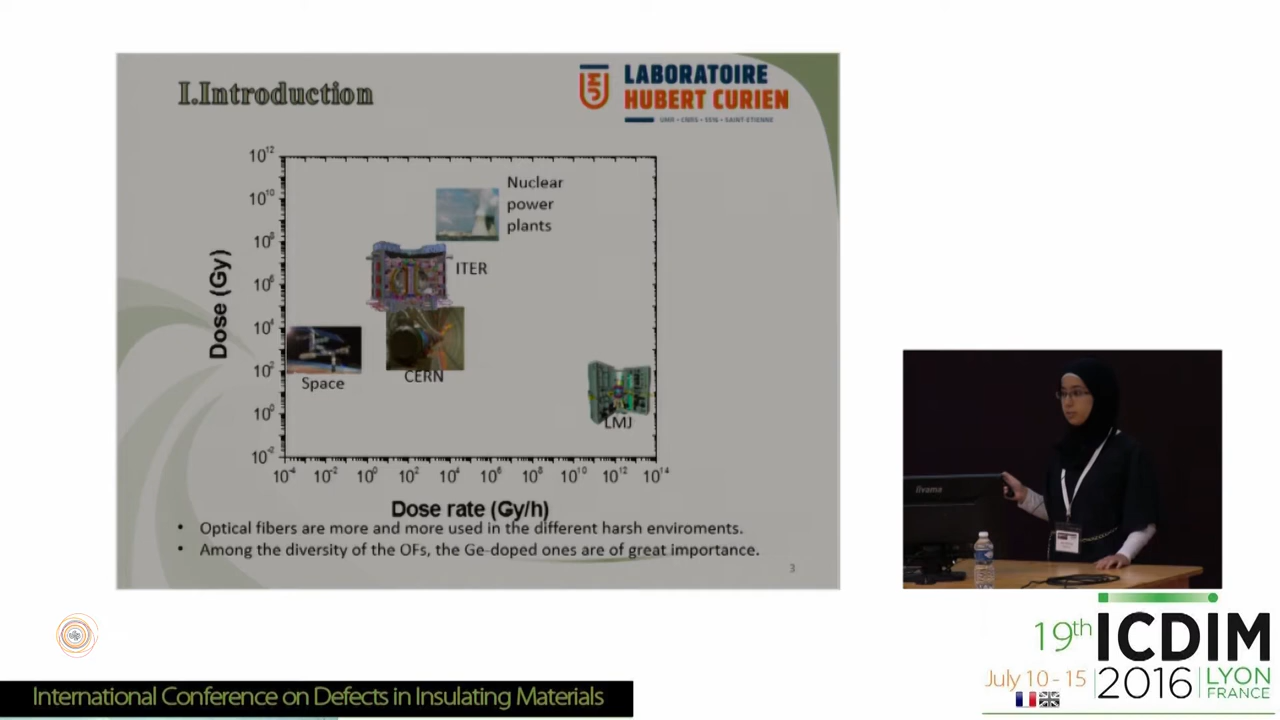 I.Introduction
LABORATOIRE
HUBERT CURIEN
UMR • CNRS • 5516 • SAINT-ETIENNE
10¹²
10¹⁰
10⁸
10⁶
10⁴
10²
10⁰
10⁻²
Dose (Gy)
Nuclear
power
plants
ITER
Space
CERN
LMJ
10⁻⁴ 10⁻² 10⁰ 10² 10⁴ 10⁶ 10⁸ 10¹⁰ 10¹² 10¹⁴
Dose rate (Gy/h)
• Optical fibers are more and more used in the different harsh enviroments.
• Among the diversity of the OFs, the Ge-doped ones are of great importance.
3
iiyama
19th ICDIM
July 10 - 15 2016 LYON
FRANCE
International Conference on Defects in Insulating Materials